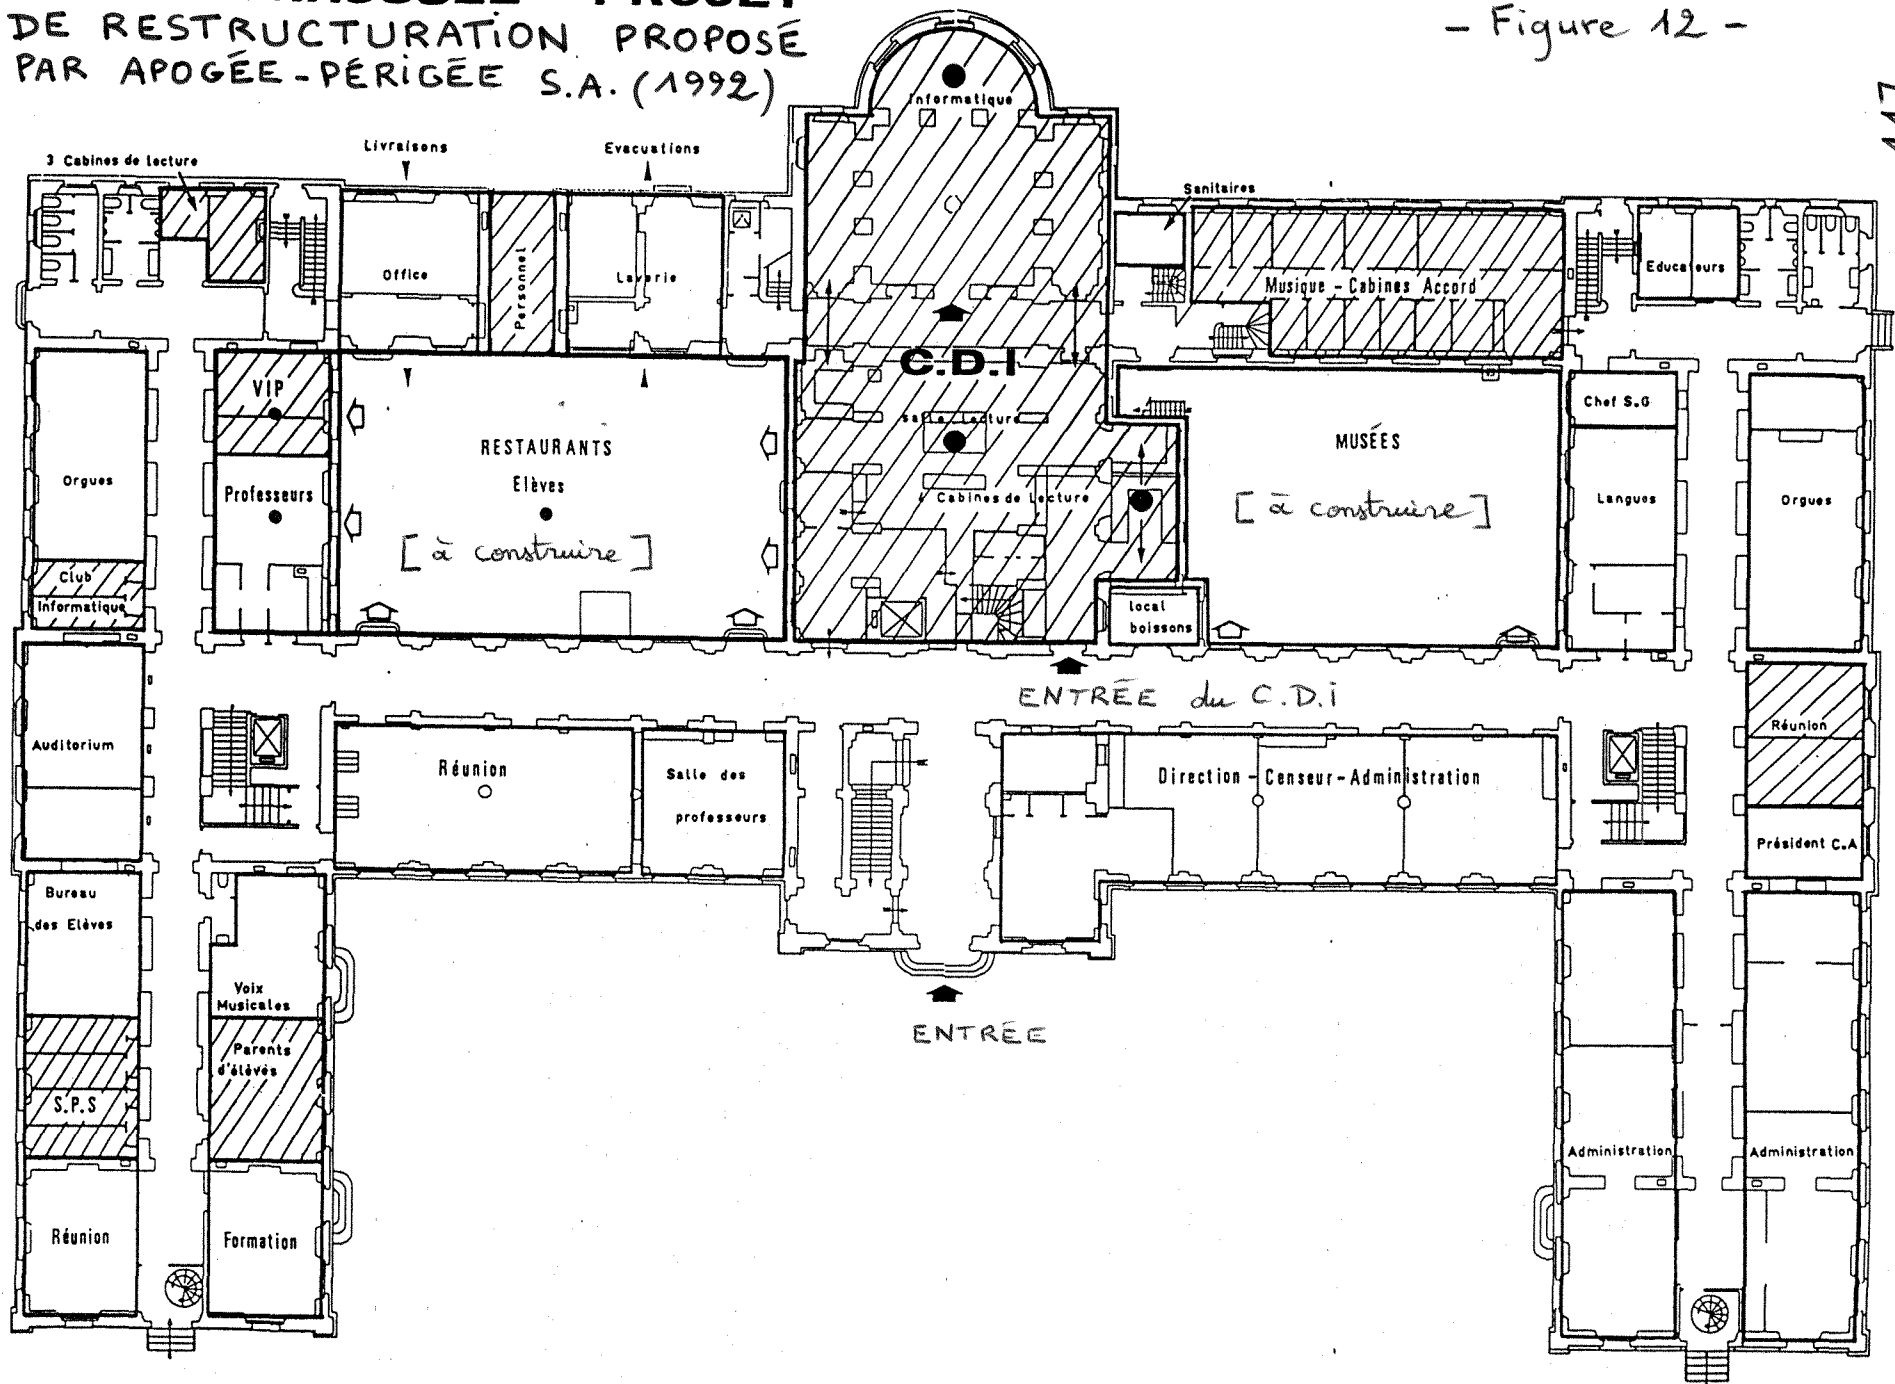 PROJET
DE RESTRUCTURATION PROPOSÉ
PAR APOGÉE-PÉRIGÉE S.A. (1992)
- Figure 12 -
117
3 Cabines de lecture
Livraisons
Evacuations
Informatique
Sanitaires
Office
Personnel
Laverie
Musique - Cabines Accord
Educateurs
C.D.I
VIP
Orgues
Professeurs
RESTAURANTS
Elèves
[à construire]
salle Lecture
4 Cabines de Lecture
MUSÉES
[à construire]
Chef S.G
Langues
Orgues
Club
Informatique
local
boissons
ENTRÉE du C.D.I
Auditorium
Réunion
Salle des
professeurs
Direction - Censeur - Administration
Réunion
Président C.A
Bureau
des Elèves
Voix
Musicales
Parents
d'élèves
S.P.S
ENTRÉE
Réunion
Formation
Administration
Administration